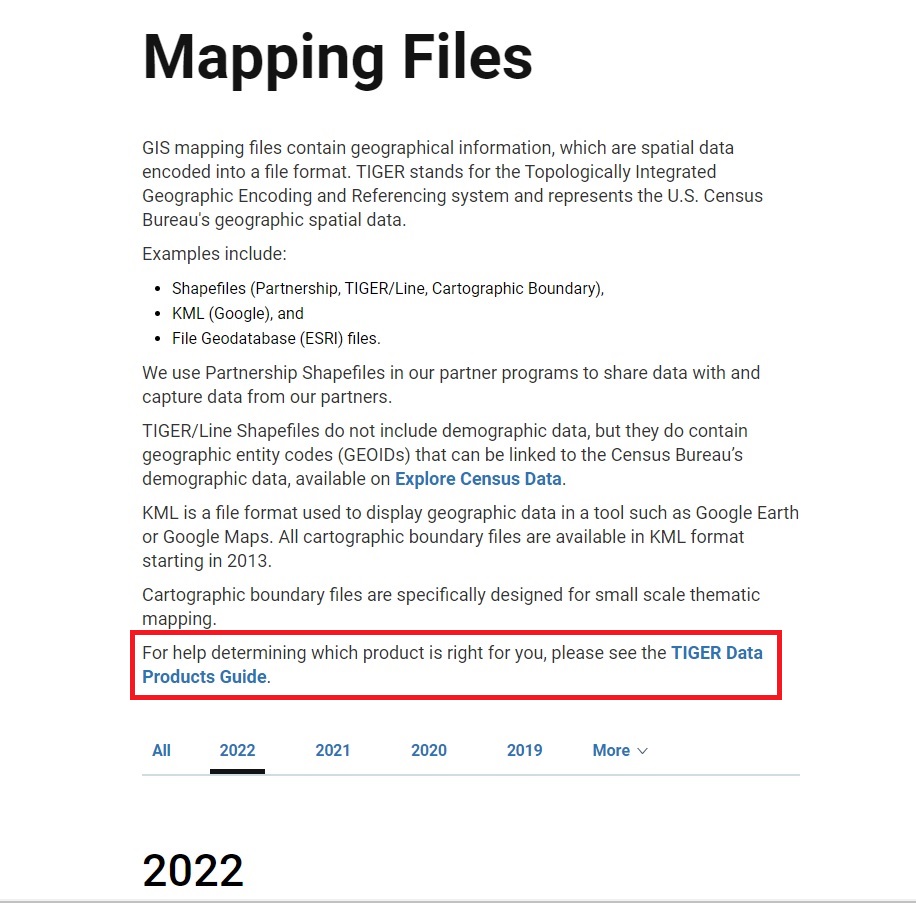 Mapping Files
GIS mapping files contain geographical information, which are spatial data
encoded into a file format. TIGER stands for the Topologically Integrated
Geographic Encoding and Referencing system and represents the U.S. Census
Bureau's geographic spatial data.
Examples include:
• Shapefiles (Partnership, TIGER/Line, Cartographic Boundary),
• KML (Google), and
• File Geodatabase (ESRI) files.
We use Partnership Shapefiles in our partner programs to share data with and
capture data from our partners.
TIGER/Line Shapefiles do not include demographic data, but they do contain
geographic entity codes (GEOIDs) that can be linked to the Census Bureau’s
demographic data, available on Explore Census Data.
KML is a file format used to display geographic data in a tool such as Google Earth
or Google Maps. All cartographic boundary files are available in KML format
starting in 2013.
Cartographic boundary files are specifically designed for small scale thematic
mapping.
For help determining which product is right for you, please see the TIGER Data
Products Guide.
All 2022 2021 2020 2019 More
2022